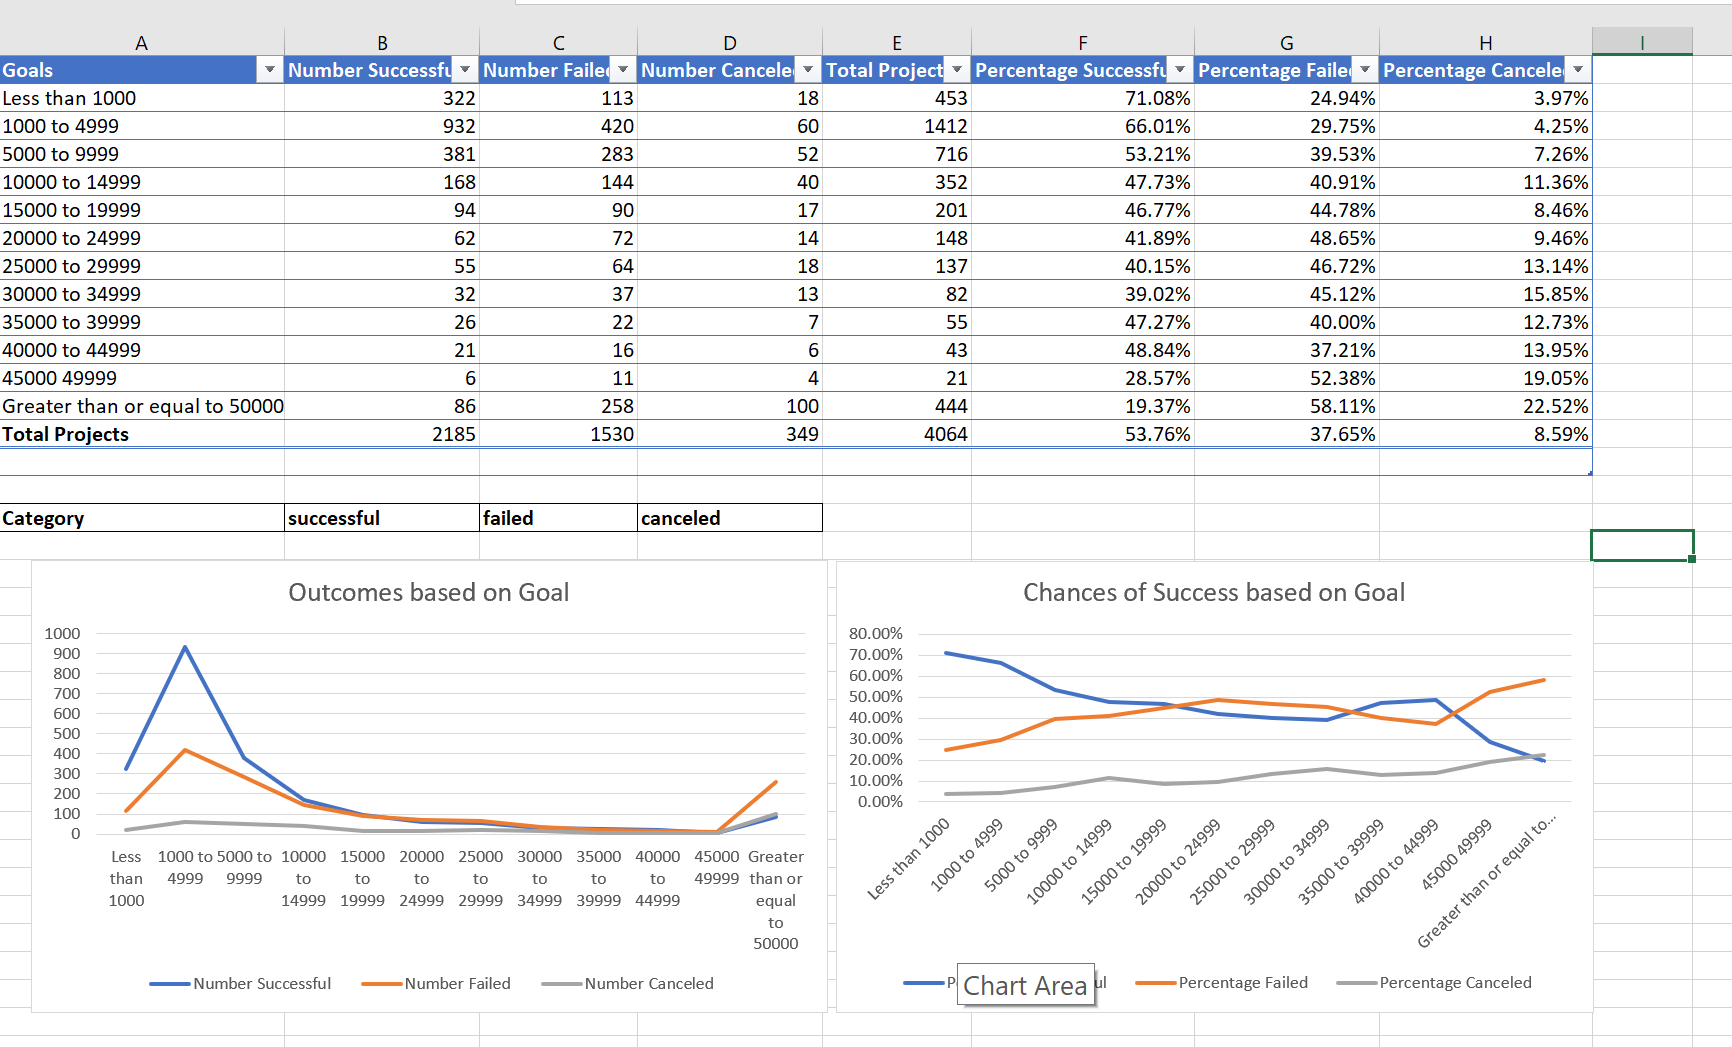 A B C D E F G H I
Goals Number Successfu Number Failed Number Cancele Total Project Percentage Successfu Percentage Failed Percentage Cancele
Less than 1000 322 113 18 453 71.08% 24.94% 3.97%
1000 to 4999 932 420 60 1412 66.01% 29.75% 4.25%
5000 to 9999 381 283 52 716 53.21% 39.53% 7.26%
10000 to 14999 168 144 40 352 47.73% 40.91% 11.36%
15000 to 19999 94 90 17 201 46.77% 44.78% 8.46%
20000 to 24999 62 72 14 148 41.89% 48.65% 9.46%
25000 to 29999 55 64 18 137 40.15% 46.72% 13.14%
30000 to 34999 32 37 13 82 39.02% 45.12% 15.85%
35000 to 39999 26 22 7 55 47.27% 40.00% 12.73%
40000 to 44999 21 16 6 43 48.84% 37.21% 13.95%
45000 49999 6 11 4 21 28.57% 52.38% 19.05%
Greater than or equal to 50000 86 258 100 444 19.37% 58.11% 22.52%
Total Projects 2185 1530 349 4064 53.76% 37.65% 8.59%
Category successful failed canceled
Outcomes based on Goal
1000
900
800
700
600
500
400
300
200
100
0
Less 1000 to 5000 to 10000 15000 20000 25000 30000 35000 40000 45000 Greater
than 4999 9999 to to to to to to to 49999 than or
1000 14999 19999 24999 29999 34999 39999 44999 equal
to
50000
Number Successful Number Failed Number Canceled
Chances of Success based on Goal
80.00%
70.00%
60.00%
50.00%
40.00%
30.00%
20.00%
10.00%
0.00%
Less than 1000
1000 to 4999
5000 to 9999
10000 to 14999
15000 to 19999
20000 to 24999
25000 to 29999
30000 to 34999
35000 to 39999
40000 to 44999
45000 49999
Greater than or equal to...
P Chart Area ul Percentage Failed Percentage Canceled